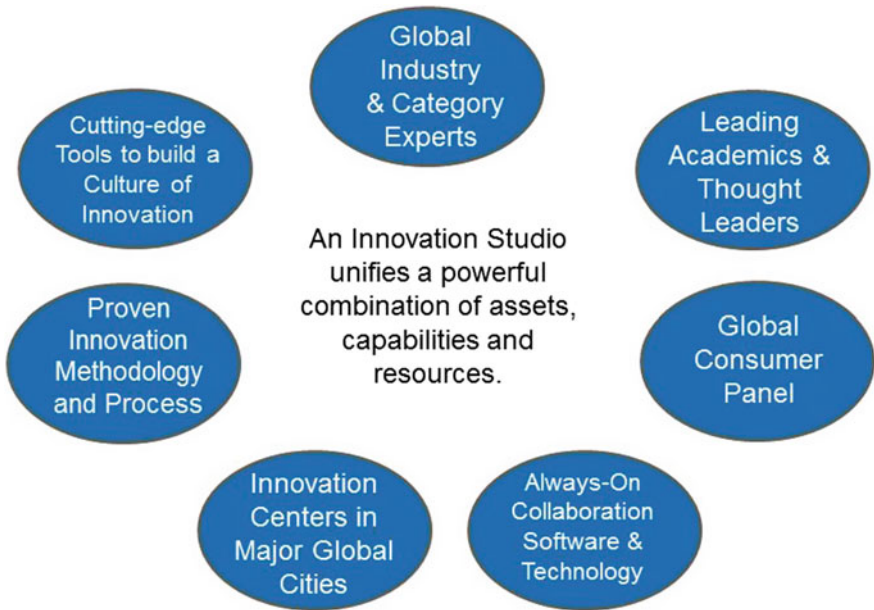 Global
Industry
& Category
Experts
Cutting-edge
Tools to build a
Culture of
Innovation
Leading
Academics &
Thought
Leaders
An Innovation Studio
unifies a powerful
combination of assets,
capabilities and
resources.
Proven
Innovation
Methodology
and Process
Global
Consumer
Panel
Innovation
Centers in
Major Global
Cities
Always-On
Collaboration
Software &
Technology